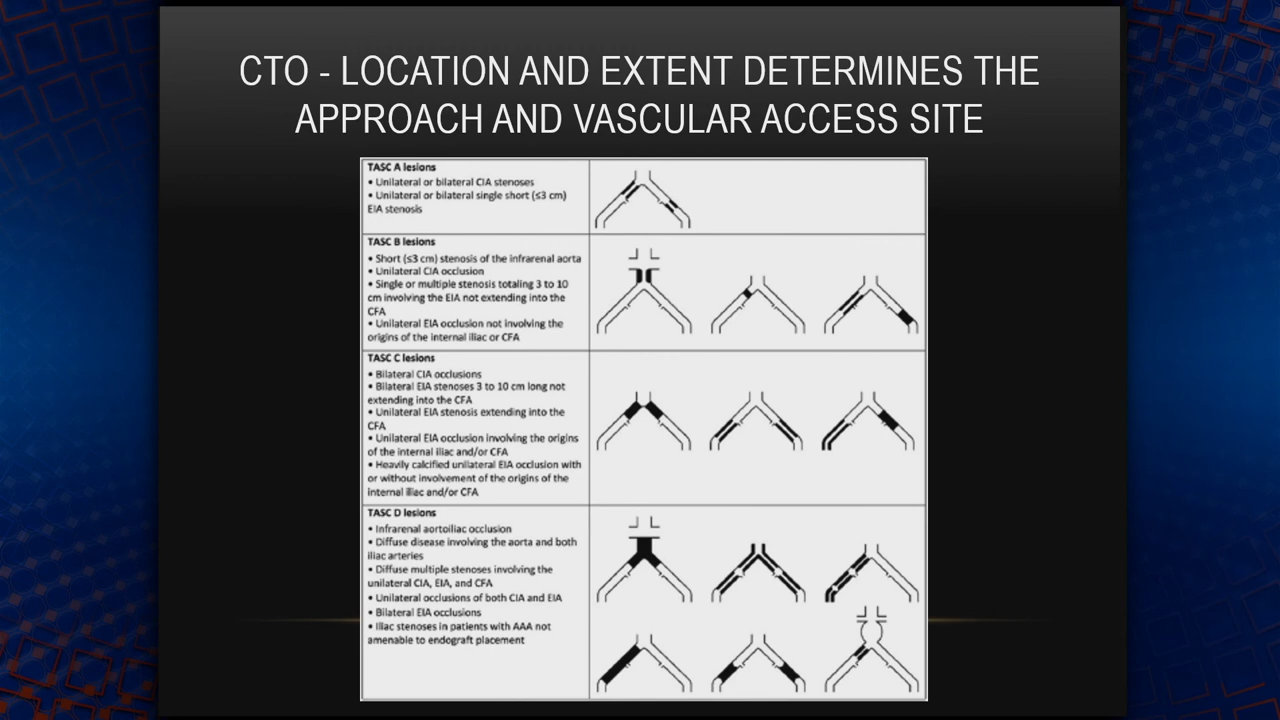 CTO - LOCATION AND EXTENT DETERMINES THE
APPROACH AND VASCULAR ACCESS SITE
TASC A lesions
• Unilateral or bilateral CIA stenoses
• Unilateral or bilateral single short (≤3 cm)
EIA stenosis
TASC B lesions
• Short (≤3 cm) stenosis of the infrarenal aorta
• Unilateral CIA occlusion
• Single or multiple stenosis totaling 3 to 10
cm involving the EIA not extending into the
CFA
• Unilateral EIA occlusion not involving the
origins of the internal iliac or CFA
TASC C lesions
• Bilateral CIA occlusions
• Bilateral EIA stenoses 3 to 10 cm long not
extending into the CFA
• Unilateral EIA stenosis extending into the
CFA
• Unilateral EIA occlusion involving the origins
of the internal iliac and/or CFA
• Heavily calcified unilateral EIA occlusion with
or without involvement of the origins of the
internal iliac and/or CFA
TASC D lesions
• Infrarenal aortoiliac occlusion
• Diffuse disease involving the aorta and both
iliac arteries
• Diffuse multiple stenoses involving the
unilateral CIA, EIA, and CFA
• Unilateral occlusions of both CIA and EIA
• Bilateral EIA occlusions
• Iliac stenoses in patients with AAA not
amenable to endograft placement